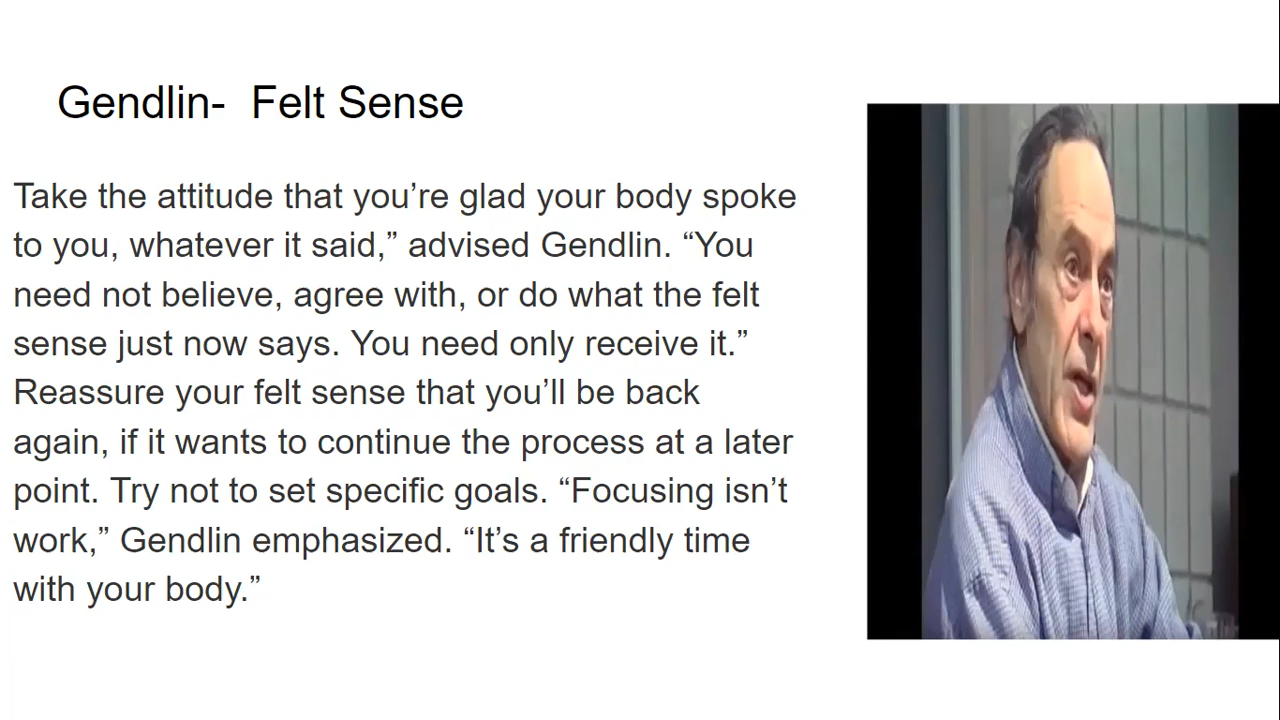 Gendlin-  Felt Sense
Take the attitude that you’re glad your body spoke
to you, whatever it said,” advised Gendlin. “You
need not believe, agree with, or do what the felt
sense just now says. You need only receive it.”
Reassure your felt sense that you’ll be back
again, if it wants to continue the process at a later
point. Try not to set specific goals. “Focusing isn’t
work,” Gendlin emphasized. “It’s a friendly time
with your body.”